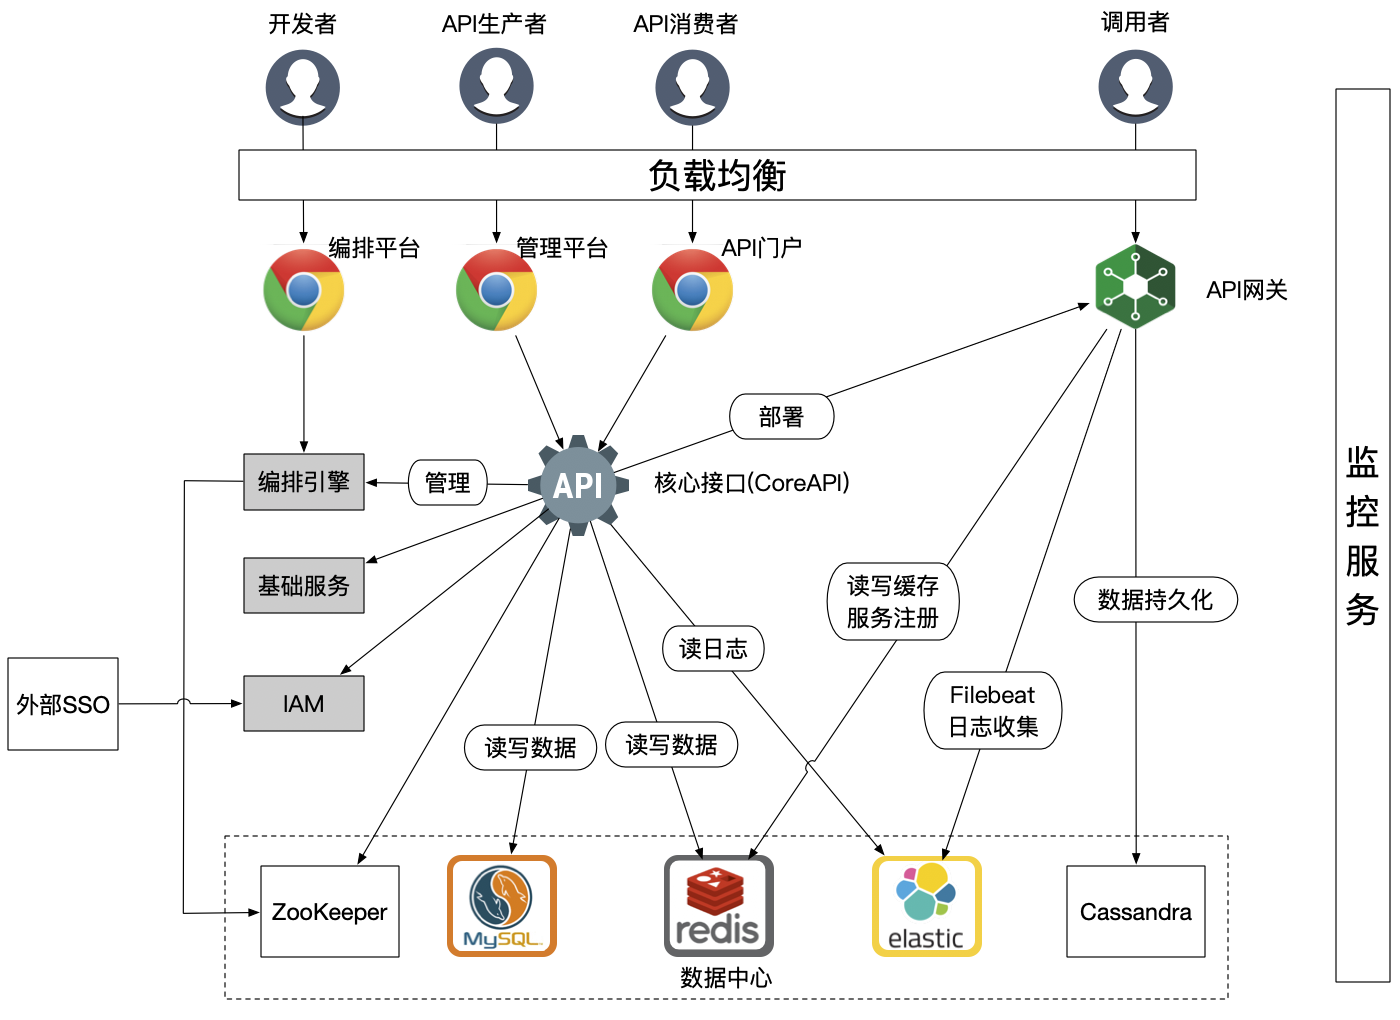 开发者
API生产者
API消费者
调用者
负载均衡
编排平台
管理平台
API门户
API网关
部署
编排引擎
管理
API
核心接口(CoreAPI)
基础服务
读写缓存
服务注册
数据持久化
读日志
外部SSO
IAM
Filebeat
日志收集
读写数据
读写数据
ZooKeeper
MySQL
redis
elastic
Cassandra
数据中心
监
控
服
务